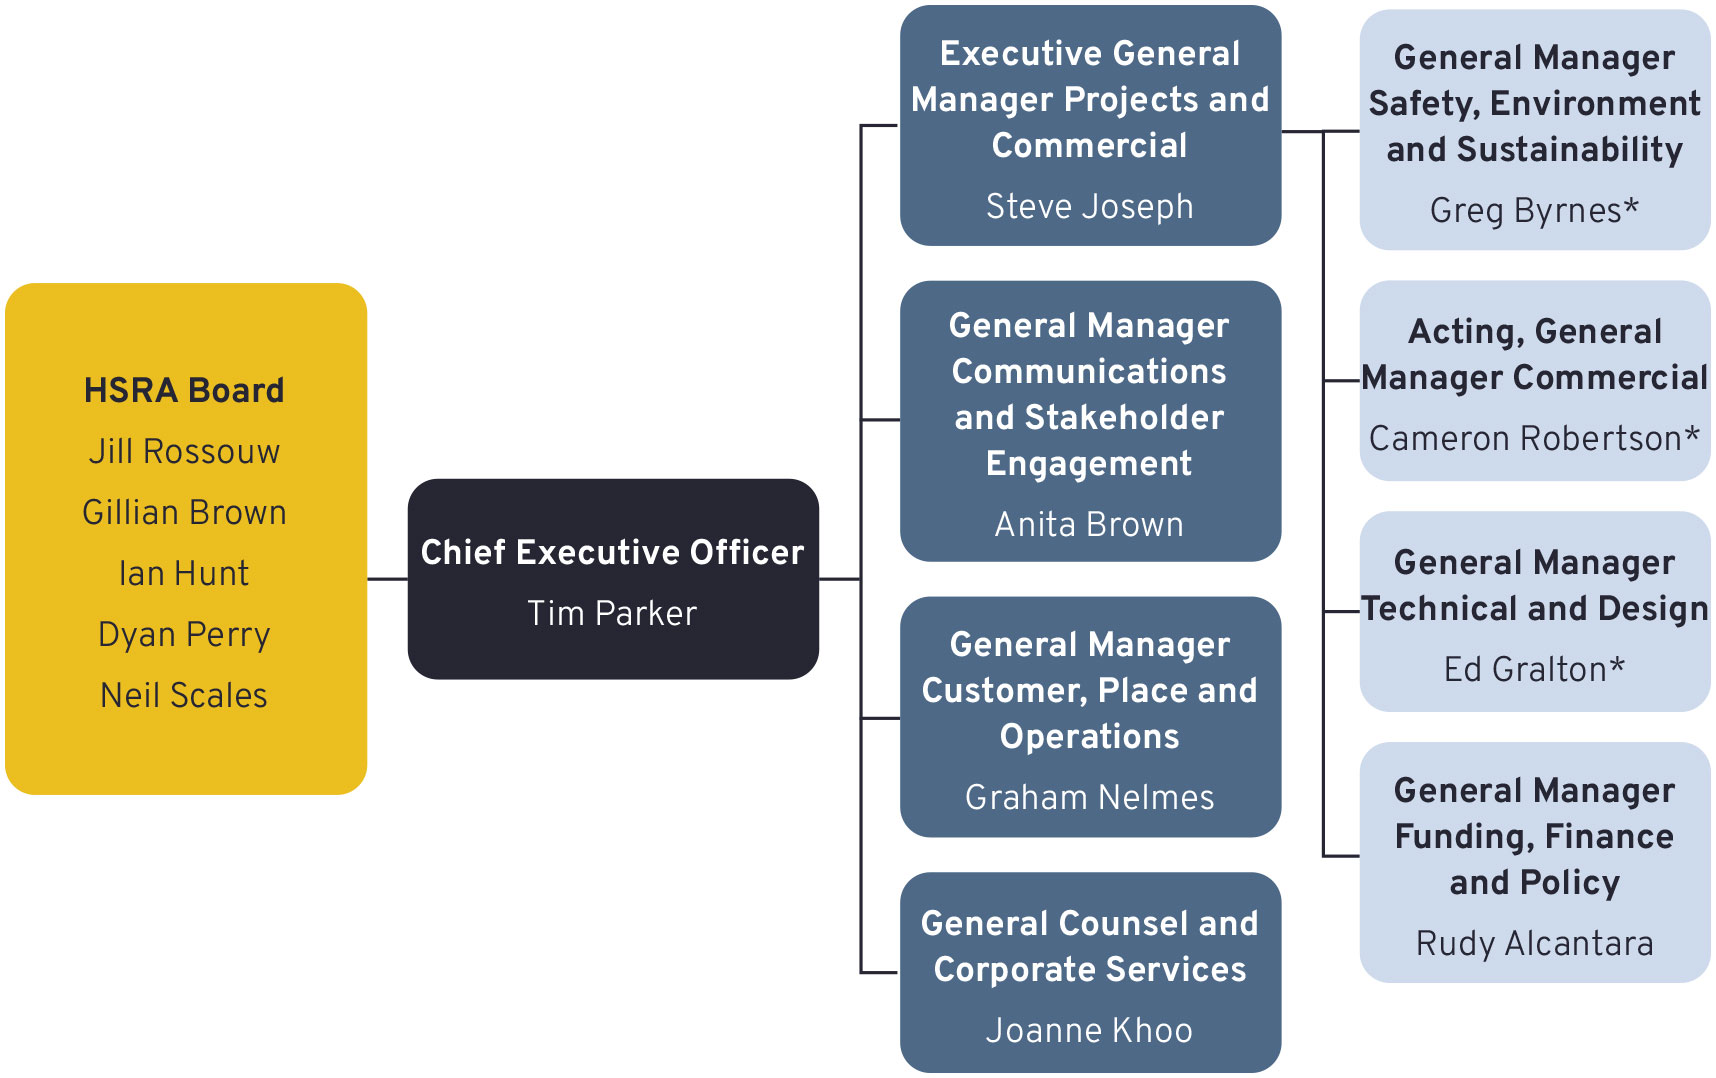 HSRA Board
Jill Rossouw
Gillian Brown
Ian Hunt
Dyan Perry
Neil Scales
Chief Executive Officer
Tim Parker
Executive General
Manager Projects and
Commercial
Steve Joseph
General Manager
Communications
and Stakeholder
Engagement
Anita Brown
General Manager
Customer, Place and
Operations
Graham Nelmes
General Counsel and
Corporate Services
Joanne Khoo
General Manager
Safety, Environment
and Sustainability
Greg Byrnes*
Acting, General
Manager Commercial
Cameron Robertson*
General Manager
Technical and Design
Ed Gralton*
General Manager
Funding, Finance
and Policy
Rudy Alcantara